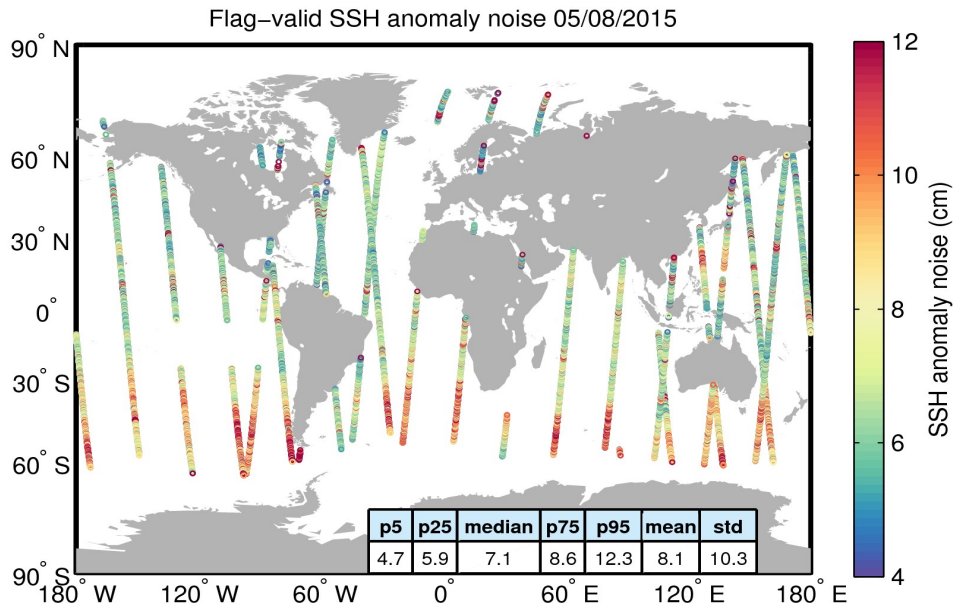 Flag−valid SSH anomaly noise 05/08/2015
90° N
60° N
30° N
0°
30° S
60° S
90° S
180° W
120° W
60° W
0°
60° E
120° E
180° E
p5 p25 median p75 p95 mean std
4.7 5.9 7.1 8.6 12.3 8.1 10.3
12
10
8
6
4
SSH anomaly noise (cm)